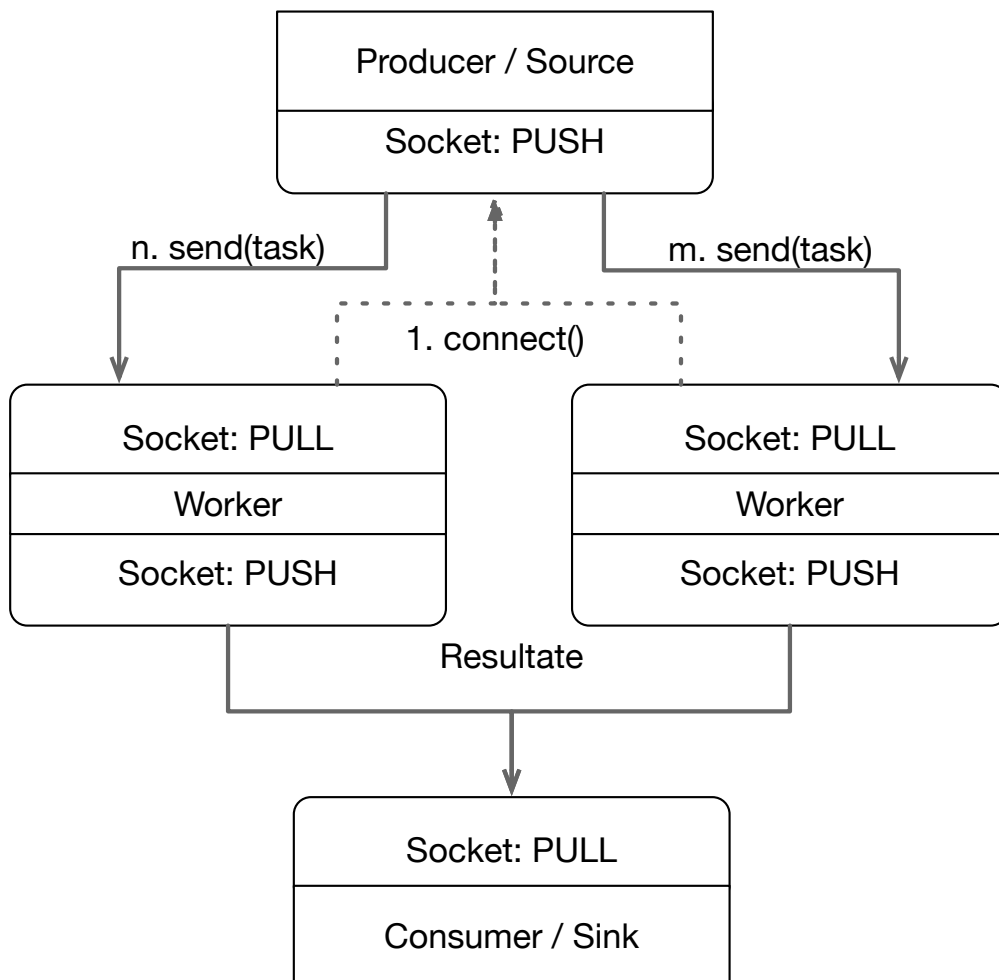 Producer / Source
Socket: PUSH
n. send(task)
m. send(task)
1. connect()
Socket: PULL
Worker
Socket: PUSH
Socket: PULL
Worker
Socket: PUSH
Resultate
Socket: PULL
Consumer / Sink